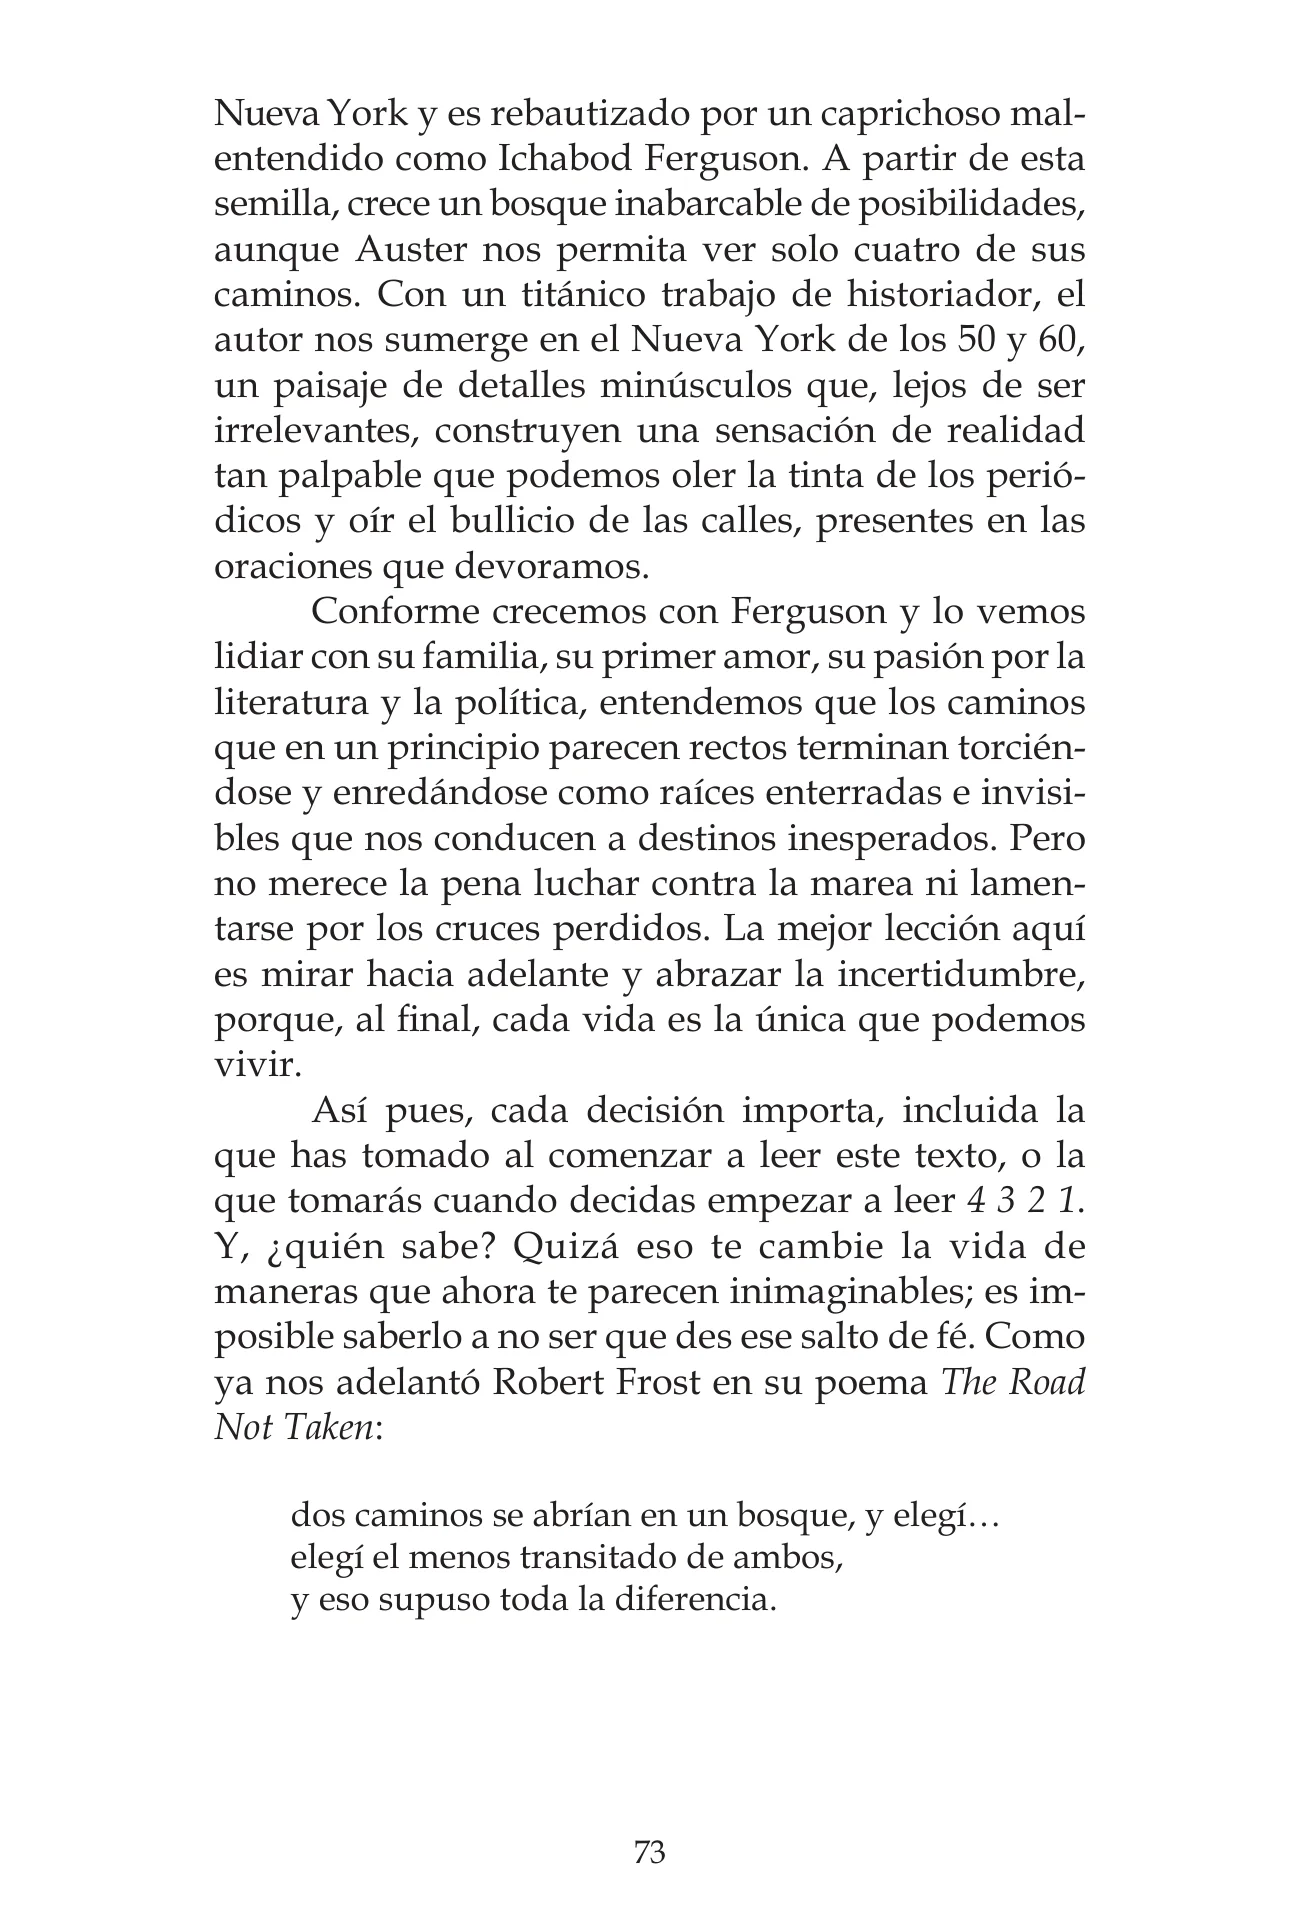 Nueva York y es rebautizado por un caprichoso mal-
entendido como Ichabod Ferguson. A partir de esta
semilla, crece un bosque inabarcable de posibilidades,
aunque Auster nos permita ver solo cuatro de sus
caminos. Con un titánico trabajo de historiador, el
autor nos sumerge en el Nueva York de los 50 y 60,
un paisaje de detalles minúsculos que, lejos de ser
irrelevantes, construyen una sensación de realidad
tan palpable que podemos oler la tinta de los perió-
dicos y oír el bullicio de las calles, presentes en las
oraciones que devoramos.
Conforme crecemos con Ferguson y lo vemos
lidiar con su familia, su primer amor, su pasión por la
literatura y la política, entendemos que los caminos
que en un principio parecen rectos terminan torcién-
dose y enredándose como raíces enterradas e invisi-
bles que nos conducen a destinos inesperados. Pero
no merece la pena luchar contra la marea ni lamen-
tarse por los cruces perdidos. La mejor lección aquí
es mirar hacia adelante y abrazar la incertidumbre,
porque, al final, cada vida es la única que podemos
vivir.
Así pues, cada decisión importa, incluida la
que has tomado al comenzar a leer este texto, o la
que tomarás cuando decidas empezar a leer 4 3 2 1.
Y, ¿quién sabe? Quizá eso te cambie la vida de
maneras que ahora te parecen inimaginables; es im-
posible saberlo a no ser que des ese salto de fé. Como
ya nos adelantó Robert Frost en su poema The Road
Not Taken:
dos caminos se abrían en un bosque, y elegí…
elegí el menos transitado de ambos,
y eso supuso toda la diferencia.
73